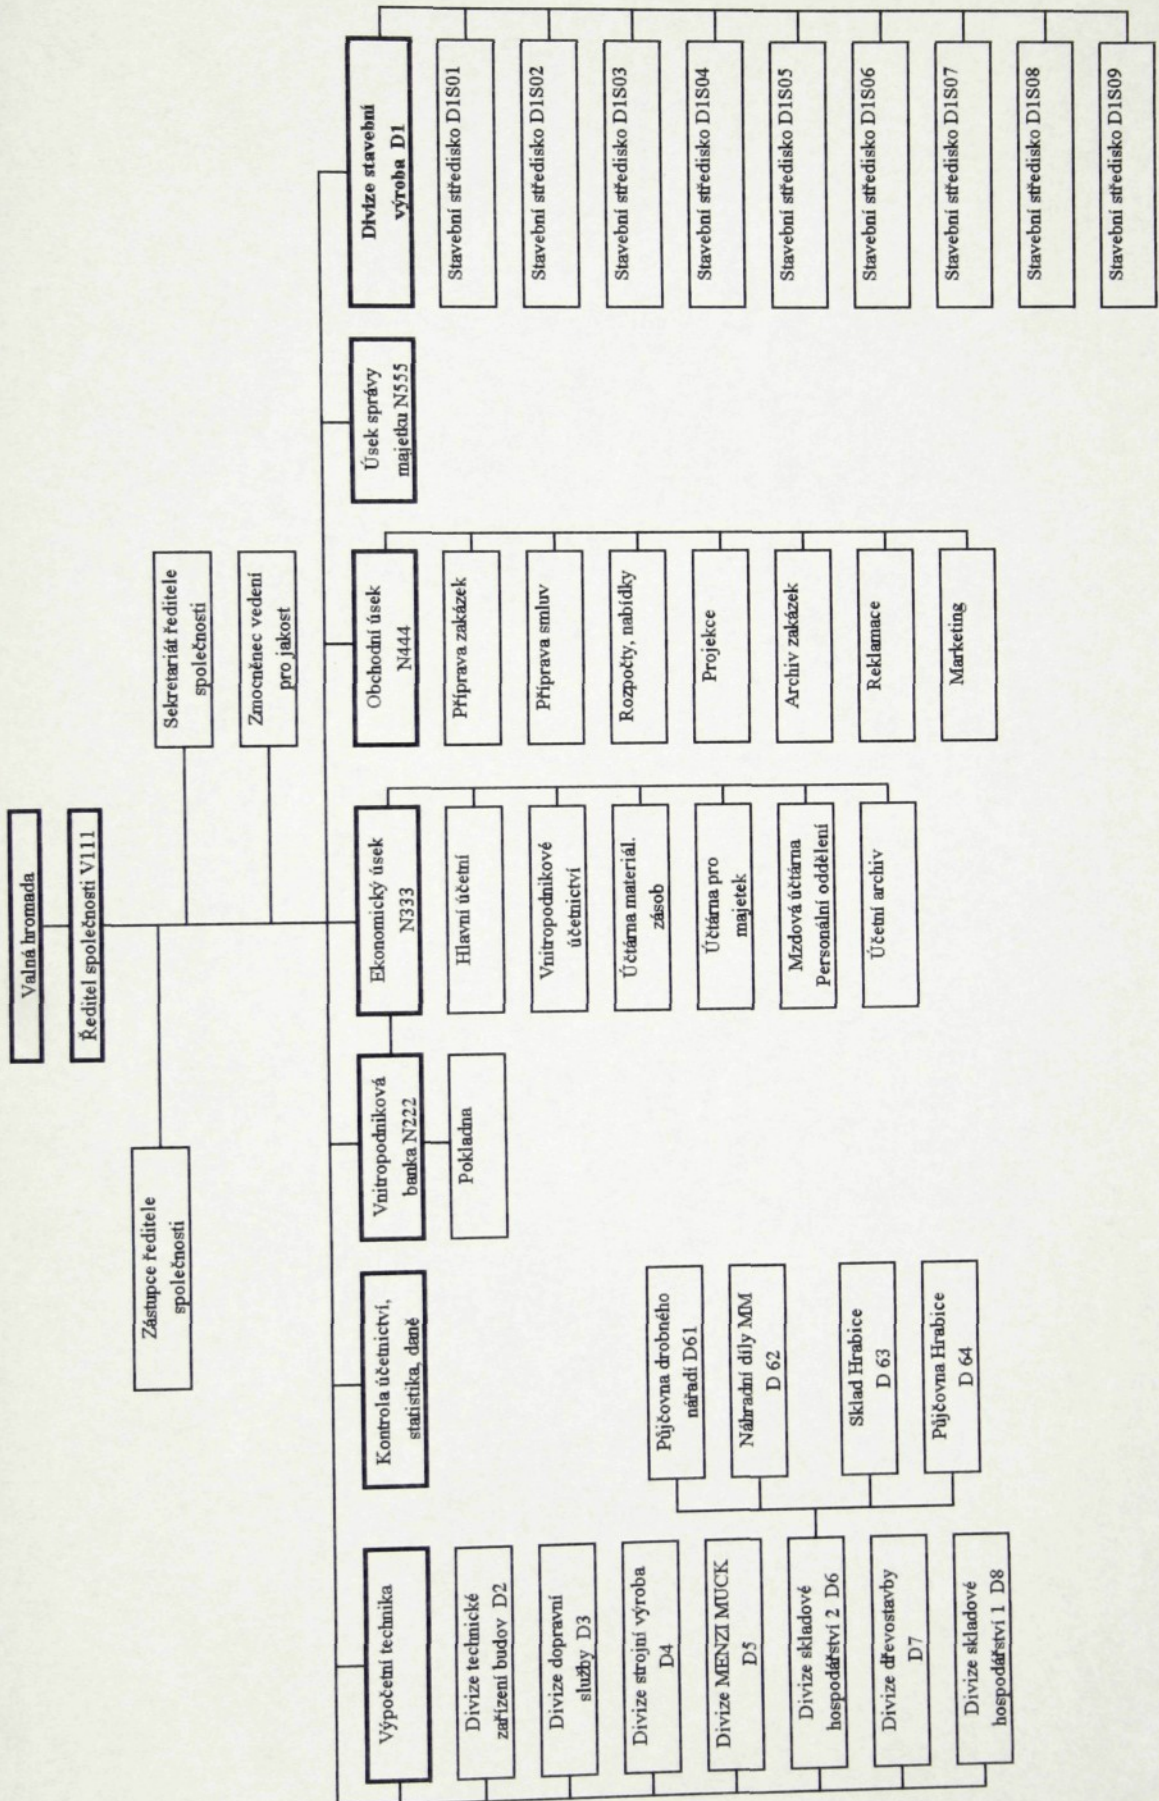 Valná hromada
Ředitel společnosti V111
Zástupce ředitele
společnosti
Sekretariát ředitele
společnosti
Zmocněnec vedení
pro jakost
Výpočetní technika
Kontrola účetnictví,
statistika, daně
Vnitropodniková
banka N222
Ekonomický úsek
N333
Obchodní úsek
N444
Úsek správy
majetku N555
Divize stavební
výroba D1
Divize technické
zařízení budov D2
Divize dopravní
služby D3
Divize strojní výroba
D4
Divize MENZI MUCK
D5
Divize skladové
hospodářství 2 D6
Divize dřevostavby
D7
Divize skladové
hospodářství 1 D8
Půjčovna drobného
nářadí D61
Náhradní díly MM
D 62
Sklad Hrabice
D 63
Půjčovna Hrabice
D 64
Pokladna
Hlavní účetní
Vnitropodnikové
účetnictví
Účtárna materiál.
zásob
Účtárna pro
majetek
Mzdová účtárna
Personální oddělení
Účetní archiv
Příprava zakázek
Příprava smluv
Rozpočty, nabídky
Projekce
Archiv zakázek
Reklamace
Marketing
Stavební středisko D1S01
Stavební středisko D1S02
Stavební středisko D1S03
Stavební středisko D1S04
Stavební středisko D1S05
Stavební středisko D1S06
Stavební středisko D1S07
Stavební středisko D1S08
Stavební středisko D1S09